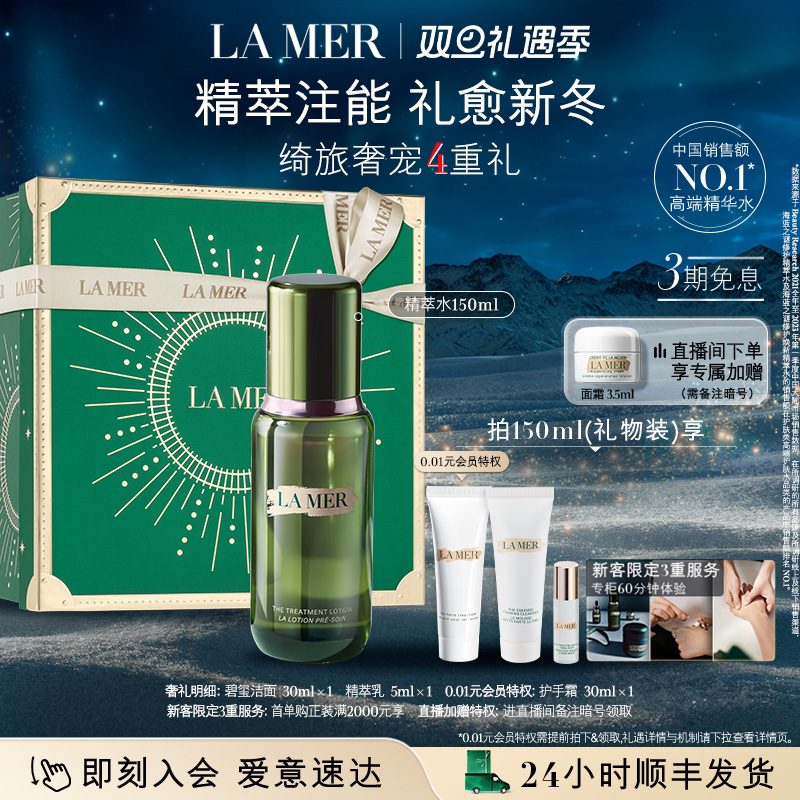 LA MER | 双旦礼遇季
精萃注能 礼愈新冬
绮旅奢宠4重礼
中国销售额
NO.1*
高端精华水
3期免息
LA MER
LA MER
LA MER
LA MER
LA MER
精萃水150ml
LA MER
THE TREATMENT LOTION
LA LOTION PRÉ-SOIN
LA MER
面霜 3.5ml
直播间下单
享专属加赠
(需备注暗号)
拍150ml(礼物装)享
0.01元会员特权
LA MER
LA MER
LA MER
新客限定3重服务
专柜60分钟体验
奢礼明细: 碧玺洁面 30ml×1 精萃乳 5ml×1 0.01元会员特权: 护手霜 30ml×1
新客限定3重服务: 首单购正装满2000元享 直播加赠特权: 进直播间备注暗号领取
*0.01元会员特权需提前拍下&领取,礼遇详情与机制请下拉查看详情页。
即刻入会 爱意速达
24小时顺丰发货